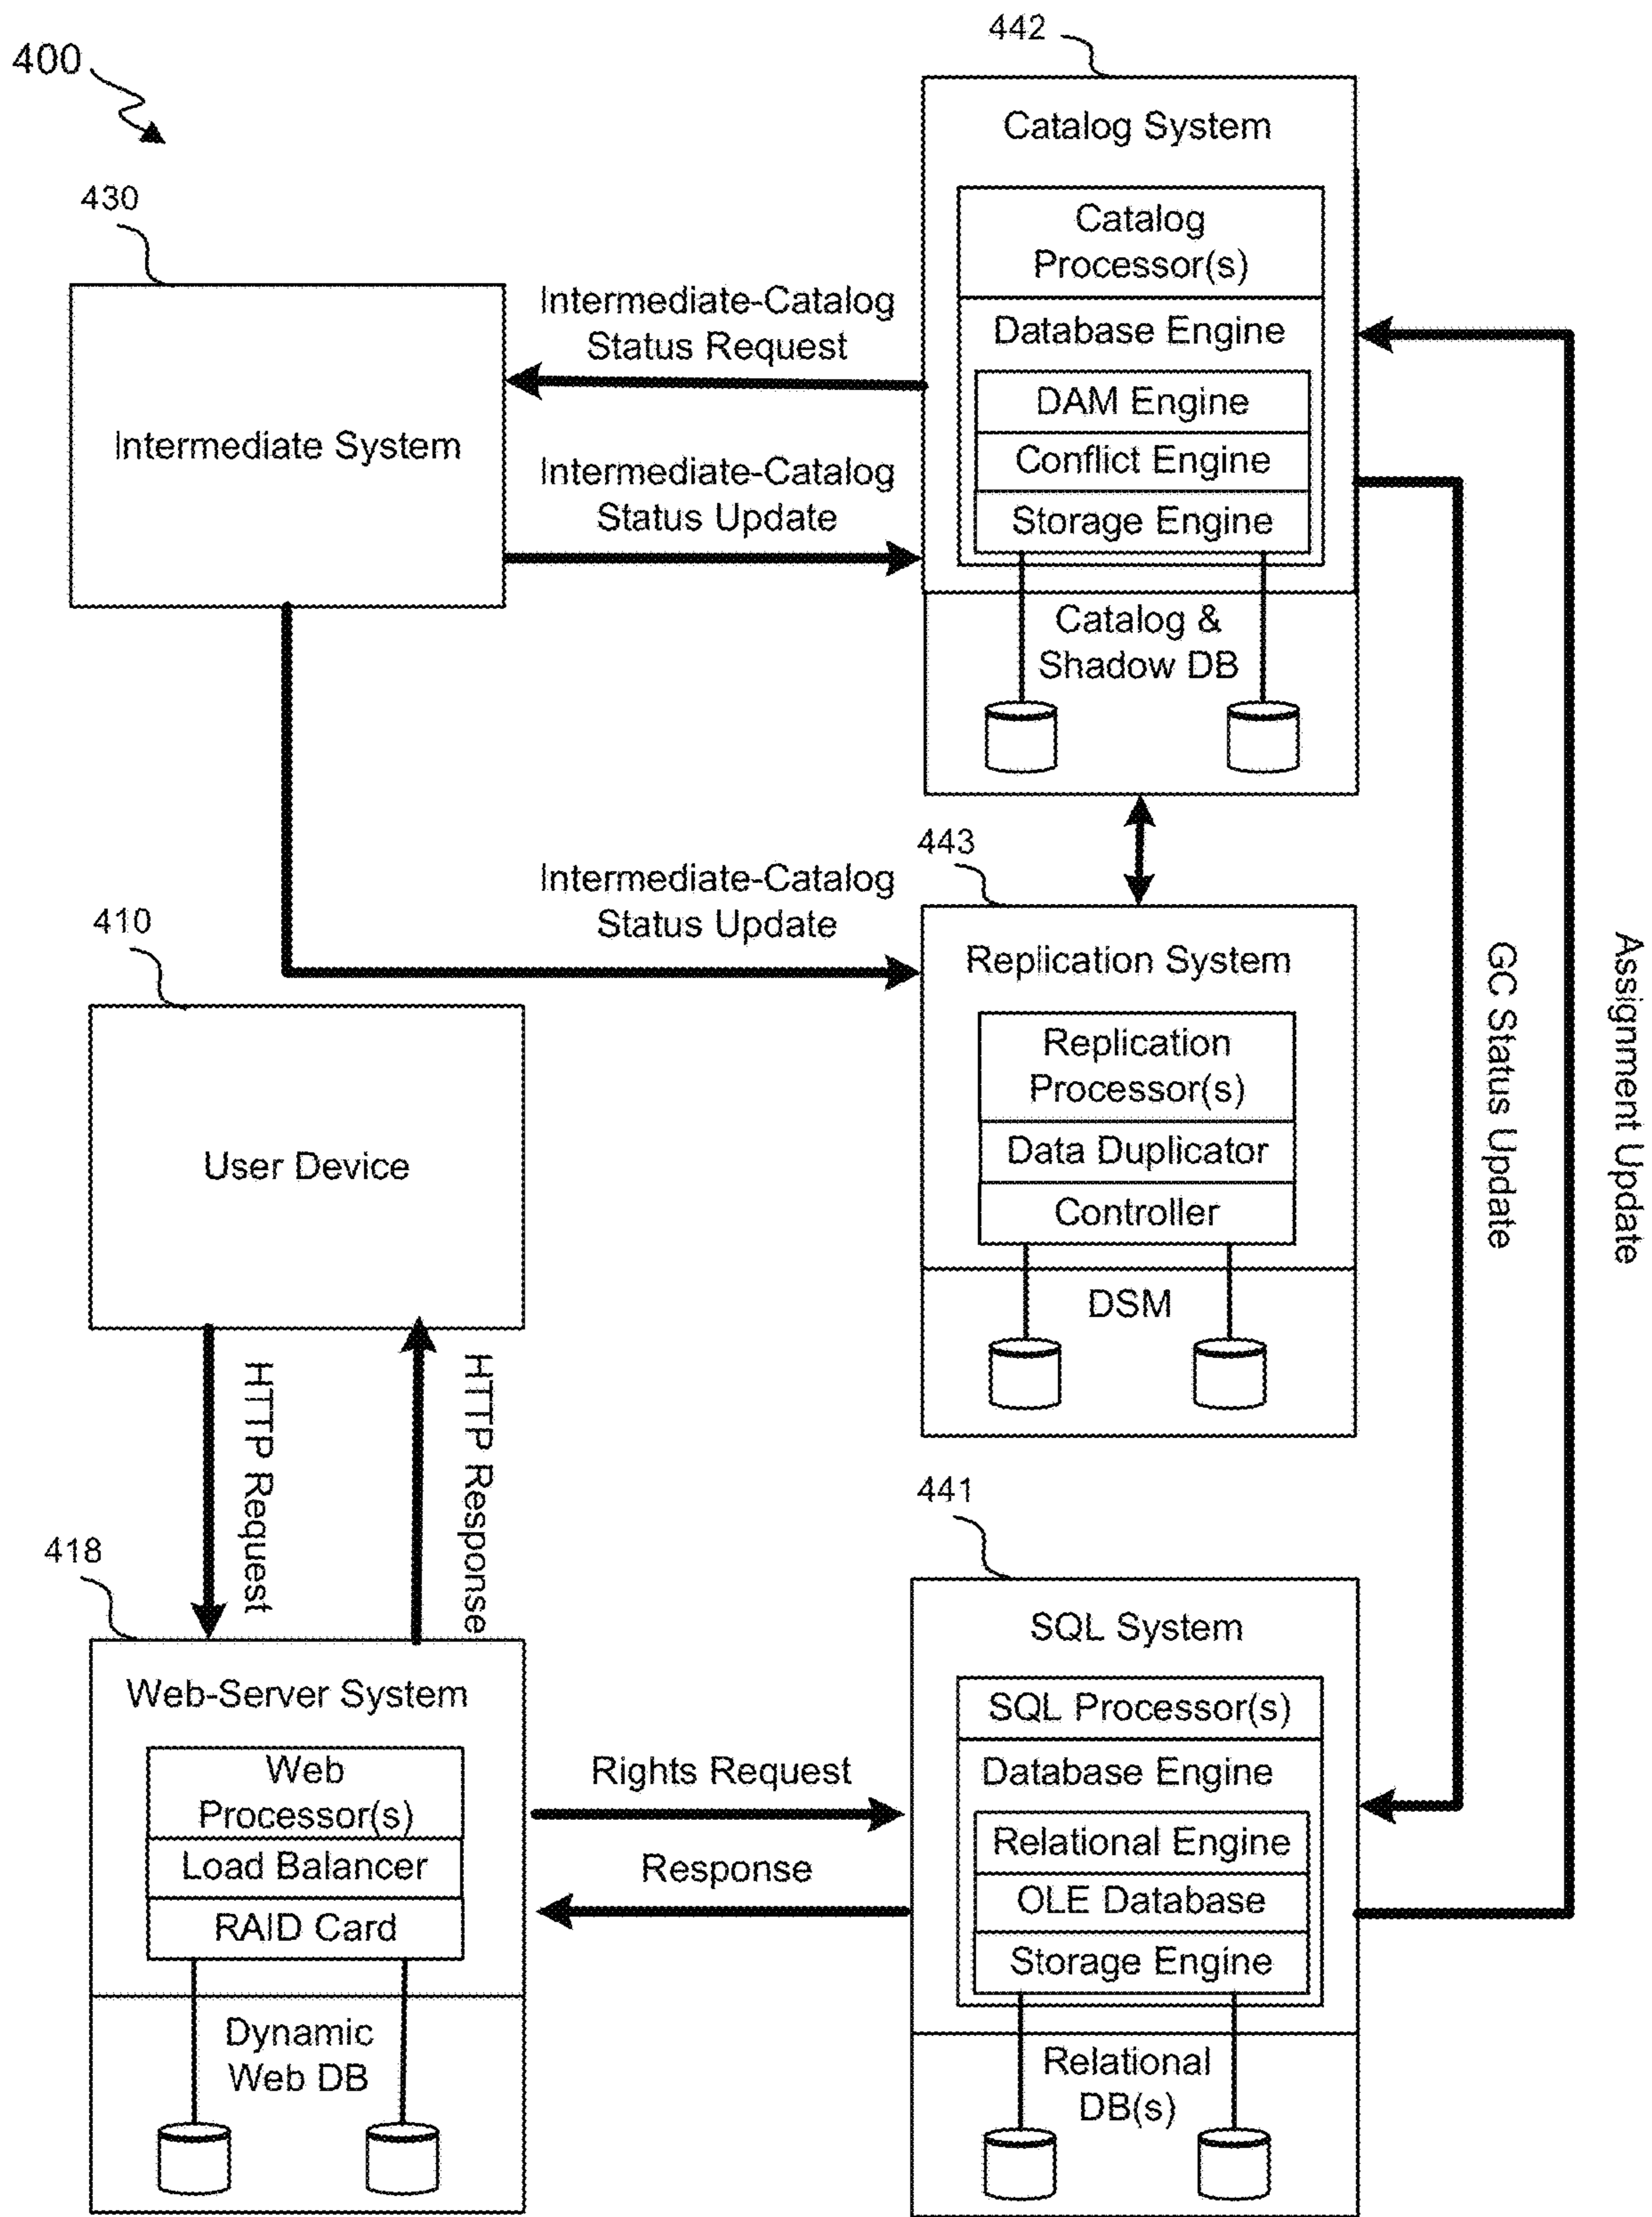 400
442
Catalog System
Catalog
Processor(s)
Database Engine
DAM Engine
Conflict Engine
Storage Engine
Catalog &
Shadow DB
430
Intermediate System
Intermediate-Catalog
Status Request
Intermediate-Catalog
Status Update
Intermediate-Catalog
Status Update
443
Replication System
Replication
Processor(s)
Data Duplicator
Controller
DSM
GC Status Update
Assignment Update
410
User Device
HTTP Request
HTTP Response
418
Web-Server System
Web
Processor(s)
Load Balancer
RAID Card
Dynamic
Web DB
Rights Request
Response
441
SQL System
SQL Processor(s)
Database Engine
Relational Engine
OLE Database
Storage Engine
Relational
DB(s)